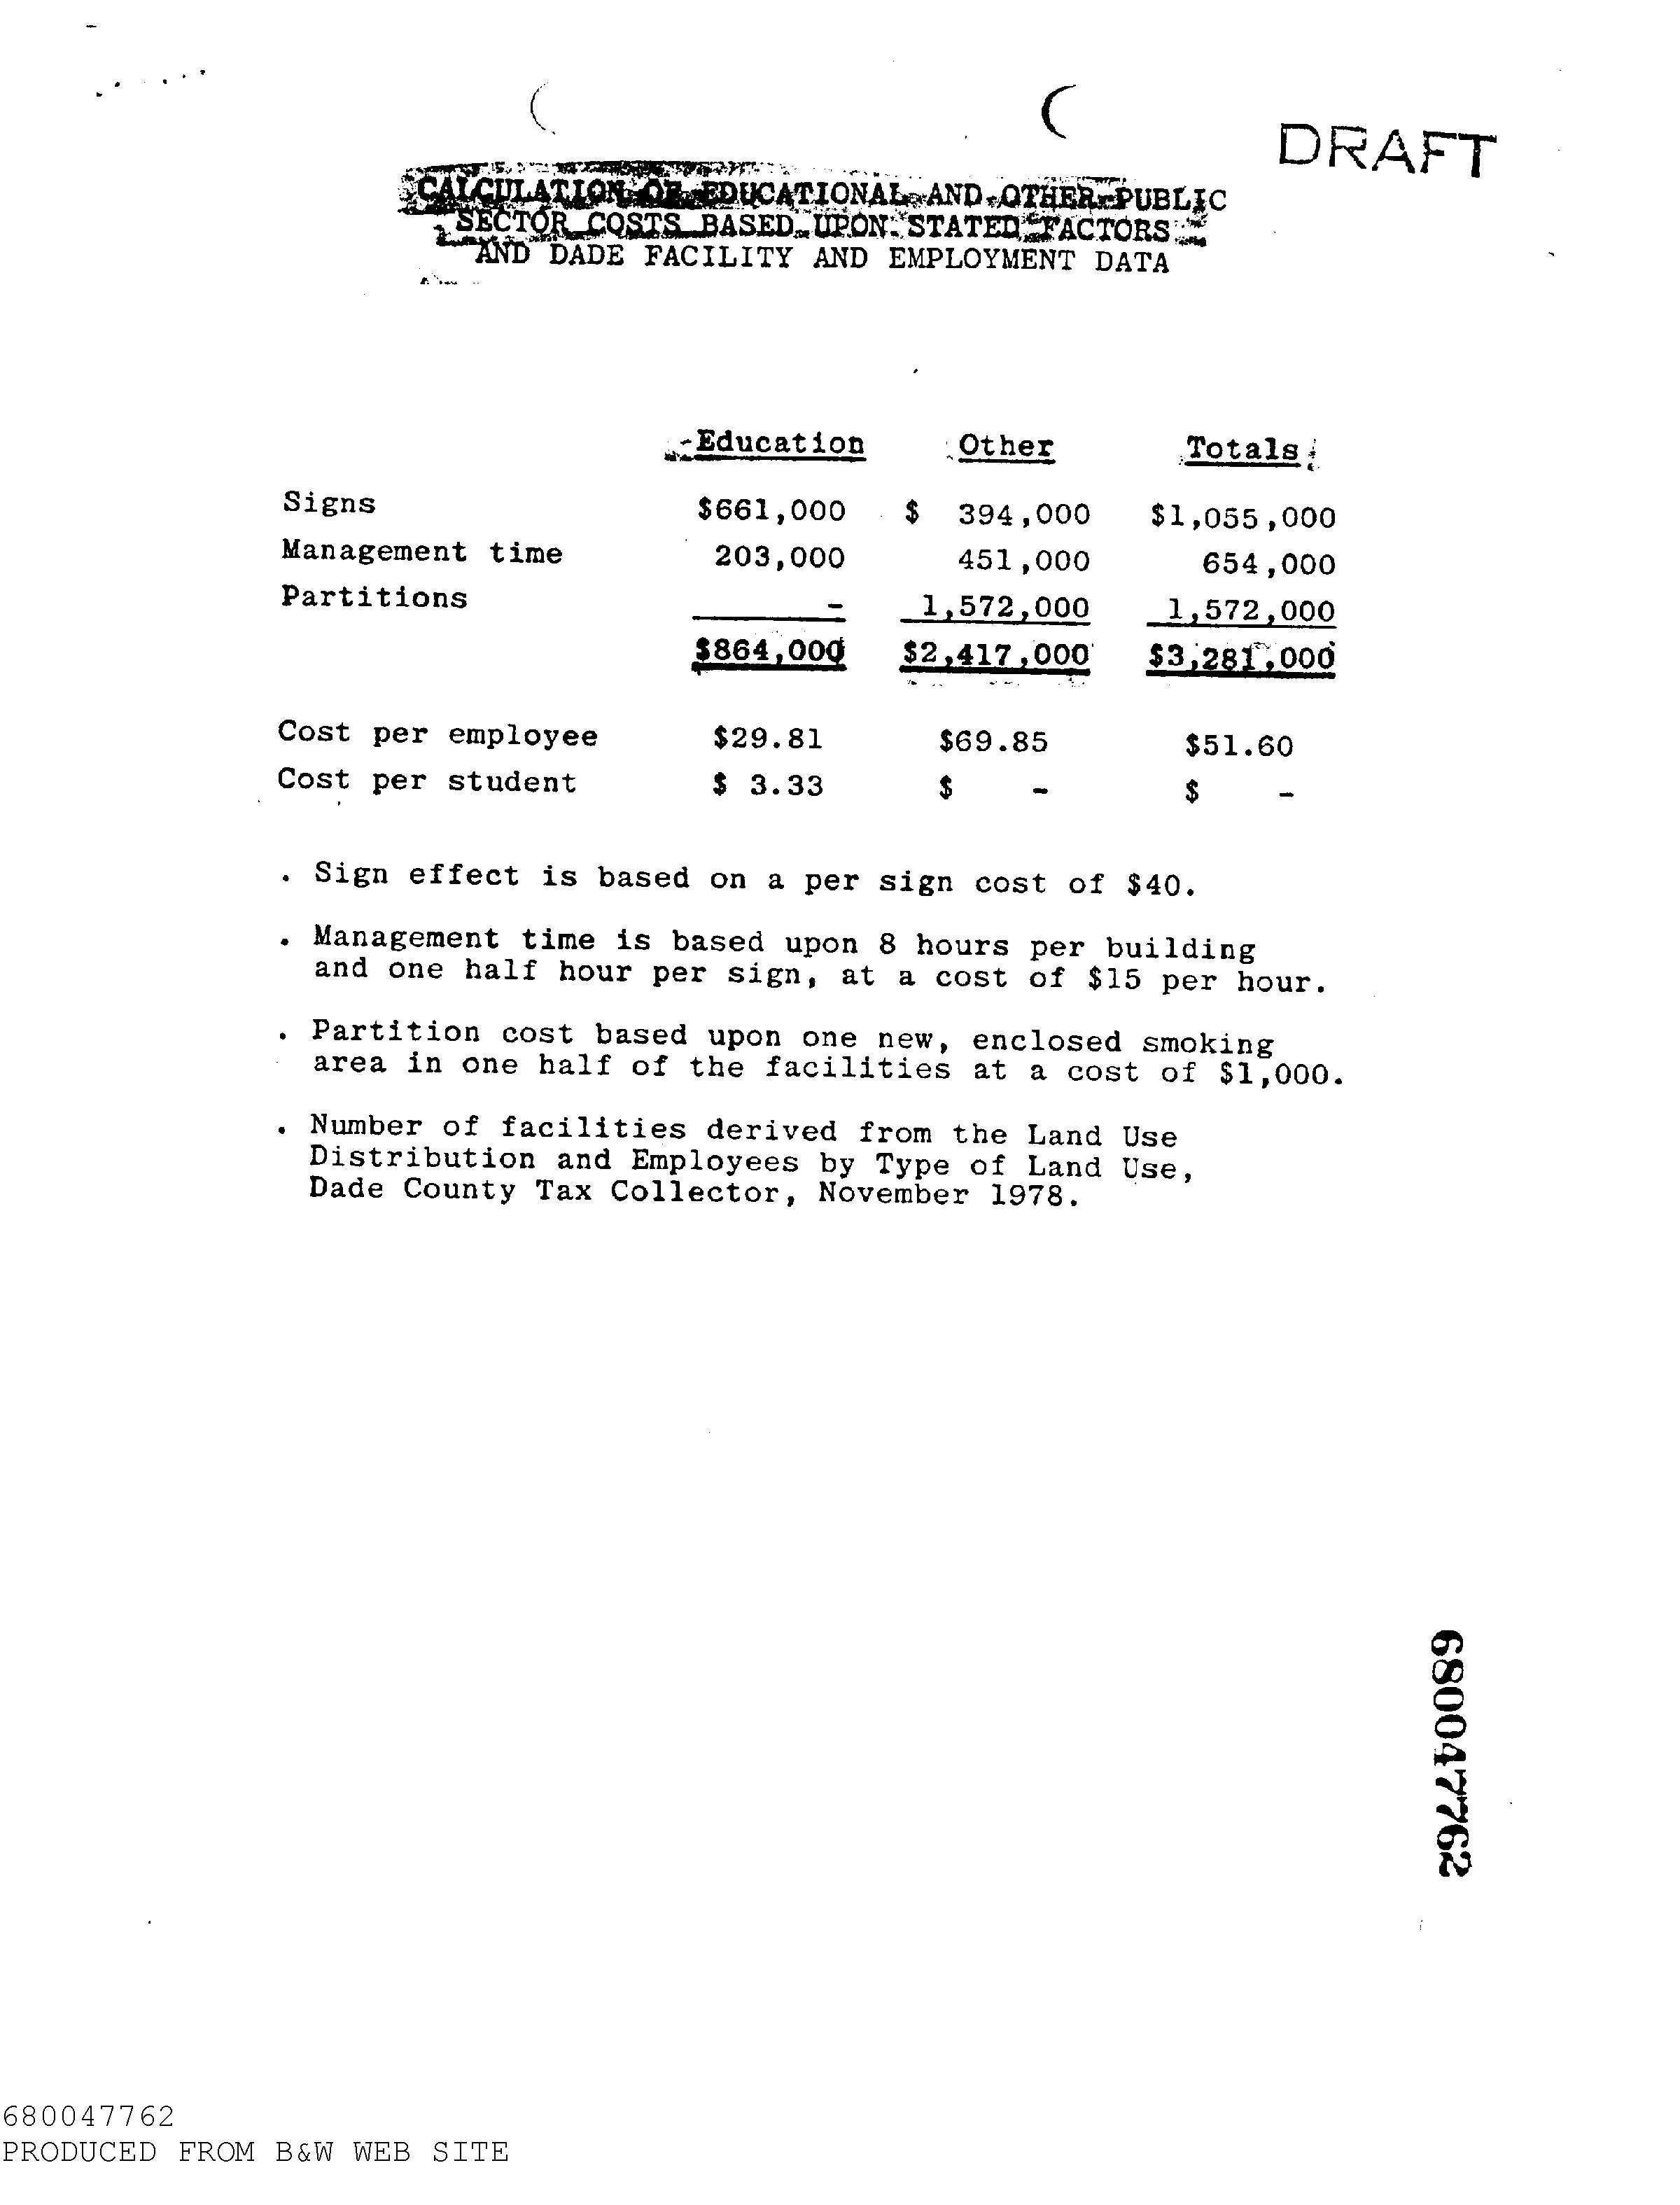 DRAFT
CALCULATION OF EDUCATIONAL AND OTHER PUBLIC
SECTOR COSTS BASED UPON STATED FACTORS
AND DADE FACILITY AND EMPLOYMENT DATA
Education Other Totals
Signs $661,000 $ 394,000 $1,055,000
Management time 203,000 451,000 654,000
Partitions - 1,572,000 1,572,000
$864,000 $2,417,000 $3,281,000
Cost per employee $29.81 $69.85 $51.60
Cost per student $ 3.33 $ - $ -
. Sign effect is based on a per sign cost of $40.
. Management time is based upon 8 hours per building
and one half hour per sign, at a cost of $15 per hour.
. Partition cost based upon one new, enclosed smoking
area in one half of the facilities at a cost of $1,000.
. Number of facilities derived from the Land Use
Distribution and Employees by Type of Land Use,
Dade County Tax Collector, November 1978.
680047762
680047762
PRODUCED FROM B&W WEB SITE